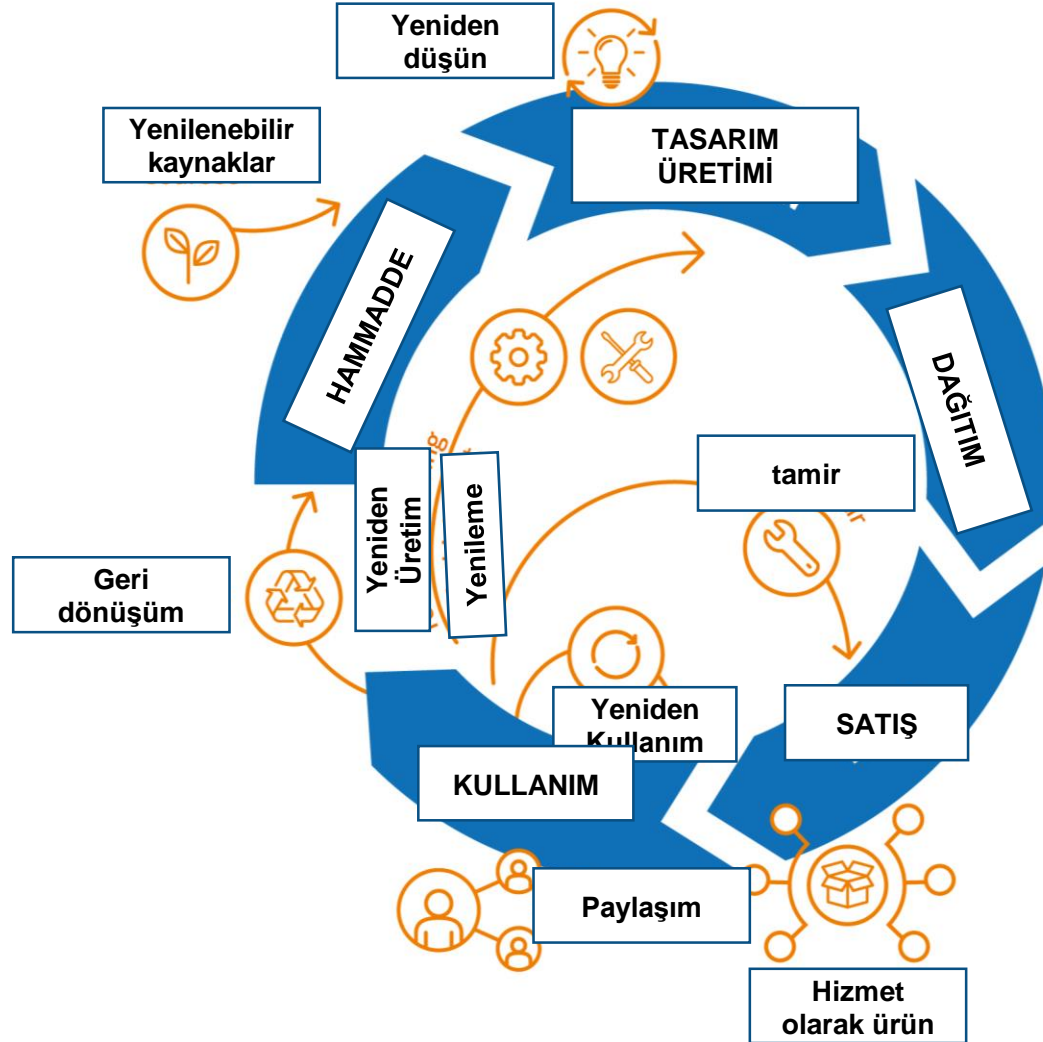 Yeniden
düşün
Yenilenebilir
kaynaklar
TASARIM
ÜRETİMİ
HAMMADDE
DAĞITIM
tamir
Yeniden
Üretim
Yenileme
Geri
dönüşüm
Yeniden
Kullanım
SATIŞ
KULLANIM
Paylaşım
Hizmet
olarak ürün